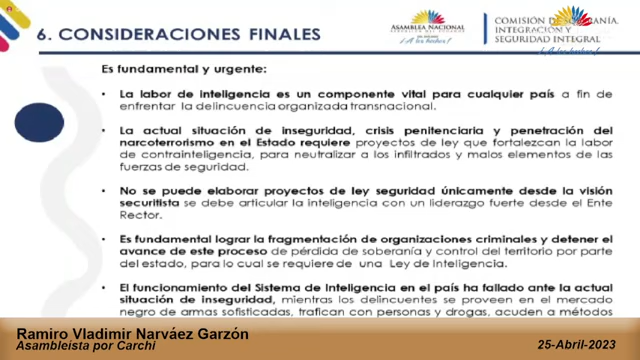 6. CONSIDERACIONES FINALES
ASAMBLEA NACIONAL
REPÚBLICA DEL ECUADOR
¡A los hechos!
COMISIÓN DE SOBERANÍA,
INTEGRACIÓN Y
SEGURIDAD INTEGRAL
Es fundamental y urgente:
• La labor de inteligencia es un componente vital para cualquier país a fin de
enfrentar la delincuencia organizada transnacional.
• La actual situación de inseguridad, crisis penitenciaria y penetración del
narcoterrorismo en el Estado requiere proyectos de ley que fortalezcan la labor
de contrainteligencia, para neutralizar a los infiltrados y malos elementos de las
fuerzas de seguridad.
• No se puede elaborar proyectos de ley seguridad únicamente desde la visión
securitista se debe articular la inteligencia con un liderazgo fuerte desde el Ente
Rector.
• Es fundamental lograr la fragmentación de organizaciones criminales y detener el
avance de este proceso de pérdida de soberanía y control del territorio por parte
del estado, para lo cual se requiere de una Ley de Inteligencia.
• El funcionamiento del Sistema de Inteligencia en el país ha fallado ante la actual
situación de inseguridad, mientras los delincuentes se proveen en el mercado
negro de armas sofisticadas, trafican con personas y drogas, acuden a métodos
Ramiro Vladimir Narváez Garzón
Asambleista por Carchi
25-Abril-2023